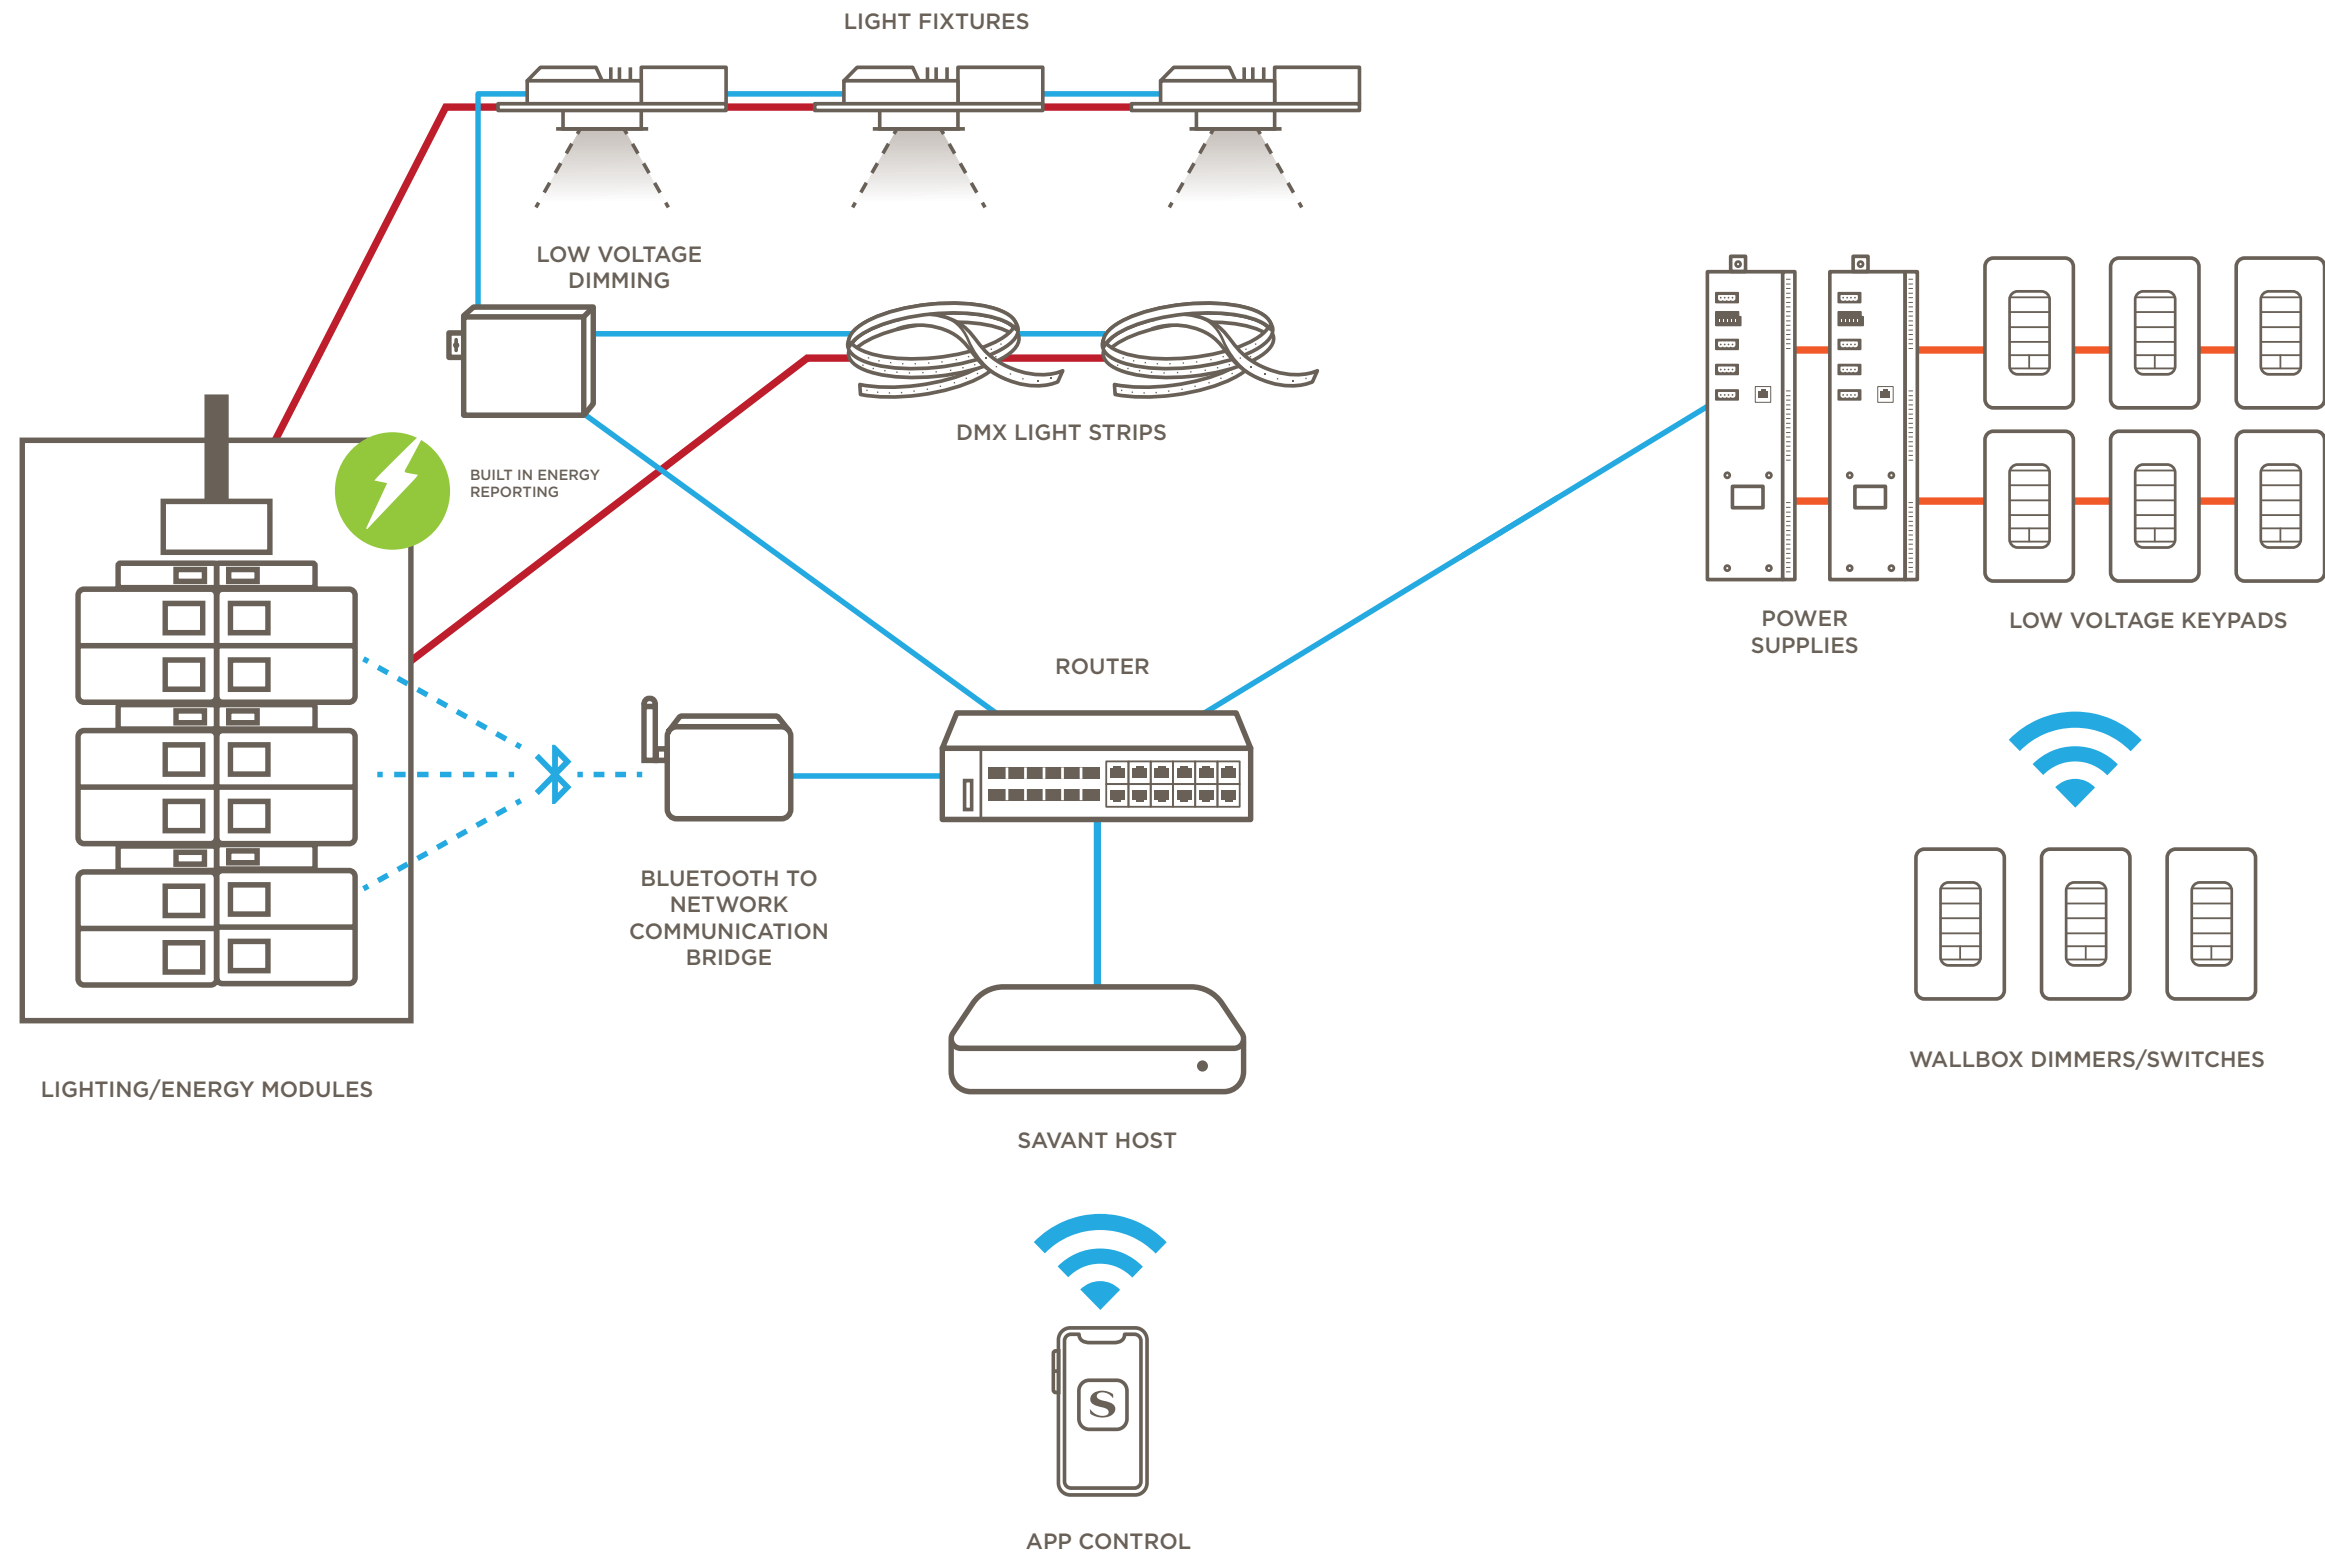 LIGHT FIXTURES
LOW VOLTAGE
DIMMING
DMX LIGHT STRIPS
BUILT IN ENERGY
REPORTING
POWER
SUPPLIES
LOW VOLTAGE KEYPADS
ROUTER
BLUETOOTH TO
NETWORK
COMMUNICATION
BRIDGE
WALLBOX DIMMERS/SWITCHES
LIGHTING/ENERGY MODULES
SAVANT HOST
S
APP CONTROL